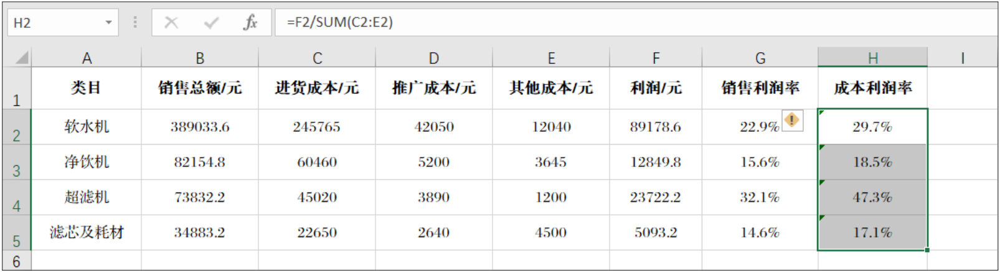 H2 fx =F2/SUM(C2:E2)
A B C D E F G H I
1 类目 销售总额/元 进货成本/元 推广成本/元 其他成本/元 利润/元 销售利润率 成本利润率
2 软水机 389033.6 245765 42050 12040 89178.6 22.9% 29.7%
3 净饮机 82154.8 60460 5200 3645 12849.8 15.6% 18.5%
4 超滤机 73832.2 45020 3890 1200 23722.2 32.1% 47.3%
5 滤芯及耗材 34883.2 22650 2640 4500 5093.2 14.6% 17.1%
6